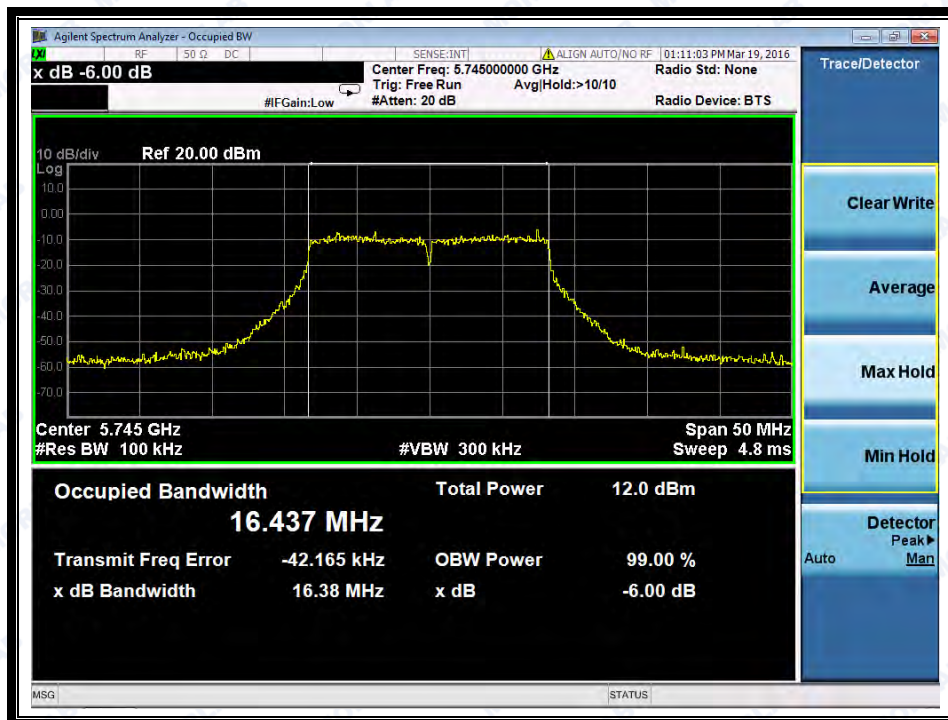 Agilent Spectrum Analyzer - Occupied BW
LXI RF 50 Ω DC SENSE:INT ALIGN AUTO/NO RF 01:11:03 PM Mar 19, 2016
x dB -6.00 dB
Center Freq: 5.745000000 GHz
Radio Std: None
Trig: Free Run Avg|Hold:>10/10
#IFGain:Low #Atten: 20 dB Radio Device: BTS
10 dB/div Ref 20.00 dBm
Log
10.0
0.00
-10.0
-20.0
-30.0
-40.0
-50.0
-60.0
-70.0
Center 5.745 GHz Span 50 MHz
#Res BW 100 kHz #VBW 300 kHz Sweep 4.8 ms
Occupied Bandwidth Total Power 12.0 dBm
16.437 MHz
Transmit Freq Error -42.165 kHz OBW Power 99.00 %
x dB Bandwidth 16.38 MHz x dB -6.00 dB
MSG STATUS
Trace/Detector
Clear Write
Average
Max Hold
Min Hold
Detector
Peak▶
Auto Man